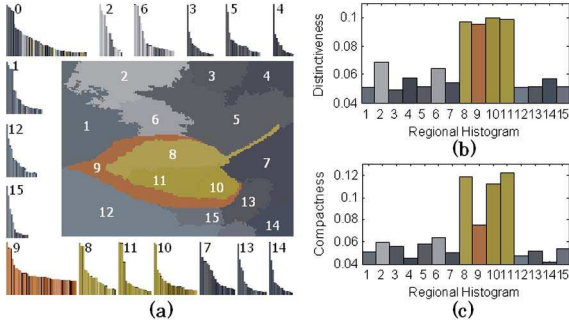 0 2 6 3 5 4
1
12
15
2 3 4
1 6 5
8 7
9 11 10
12 15 13 14
9 8 11 10 7 13 14
(a)
Distinctiveness
0.1
0.08
0.06
0.04
1 2 3 4 5 6 7 8 9 10 11 12 13 14 15
Regional Histogram
(b)
Compactness
0.12
0.10
0.08
0.06
0.04
1 2 3 4 5 6 7 8 9 10 11 12 13 14 15
Regional Histogram
(c)